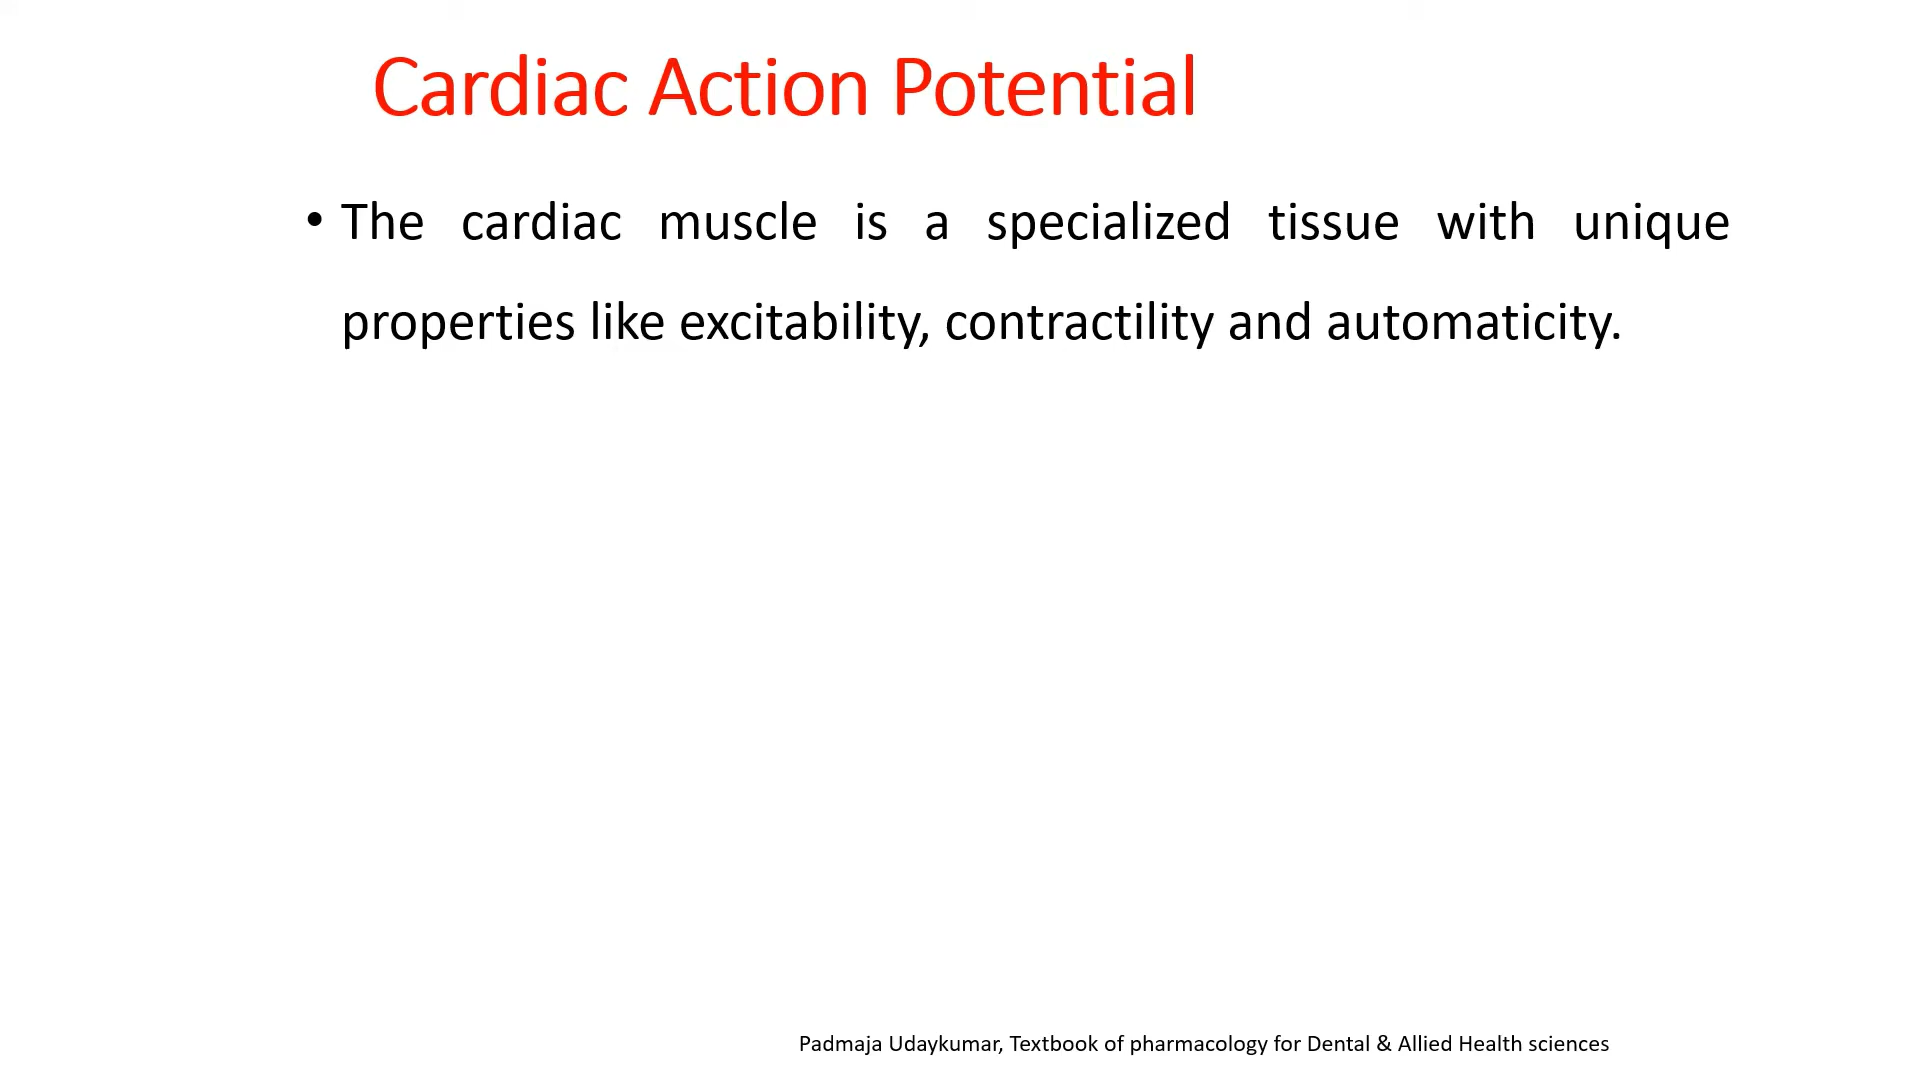 Cardiac Action Potential
• The cardiac muscle is a specialized tissue with unique
properties like excitability, contractility and automaticity.
Padmaja Udaykumar, Textbook of pharmacology for Dental & Allied Health sciences